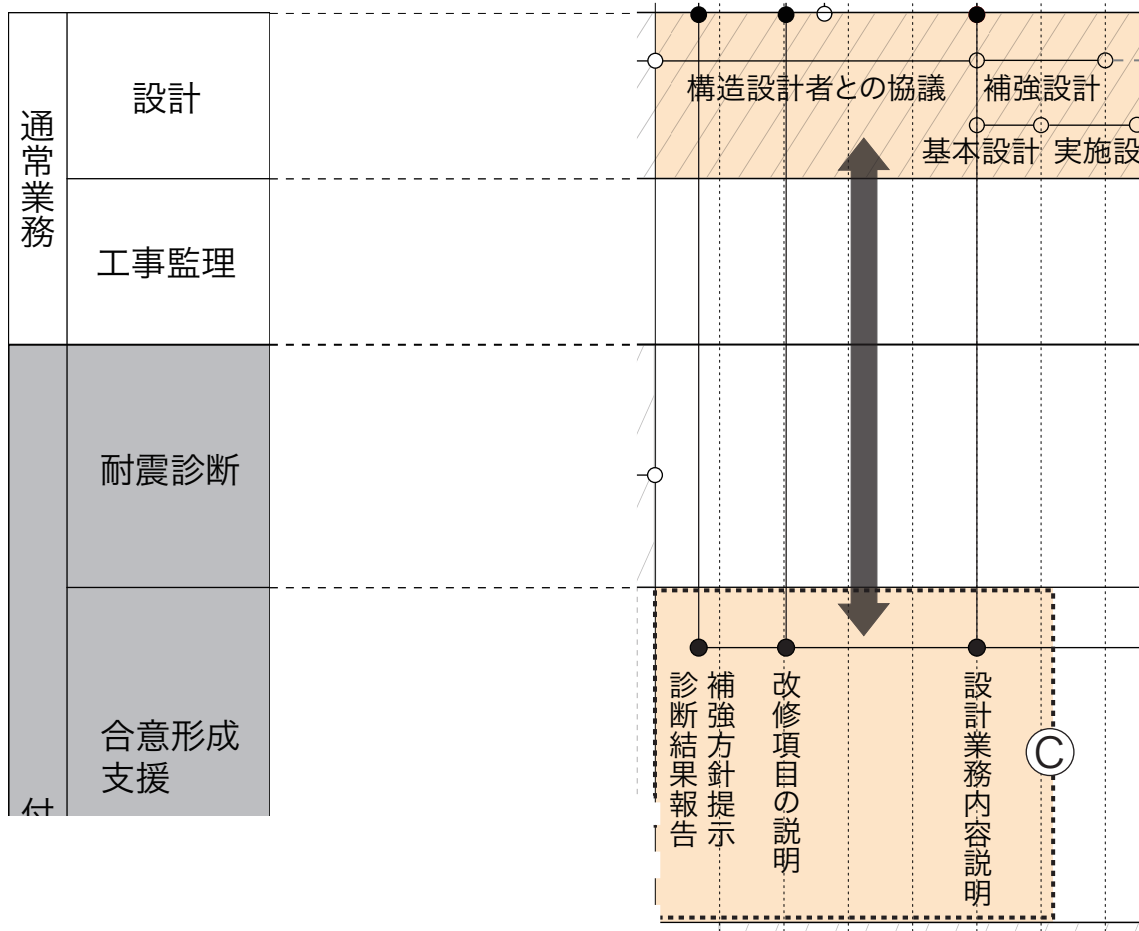 通常業務
設計
構造設計者との協議
補強設計
基本設計
実施設
工事監理
耐震診断
合意形成
支援
付
補強方針提示
診断結果報告
改修項目の説明
設計業務内容説明
C